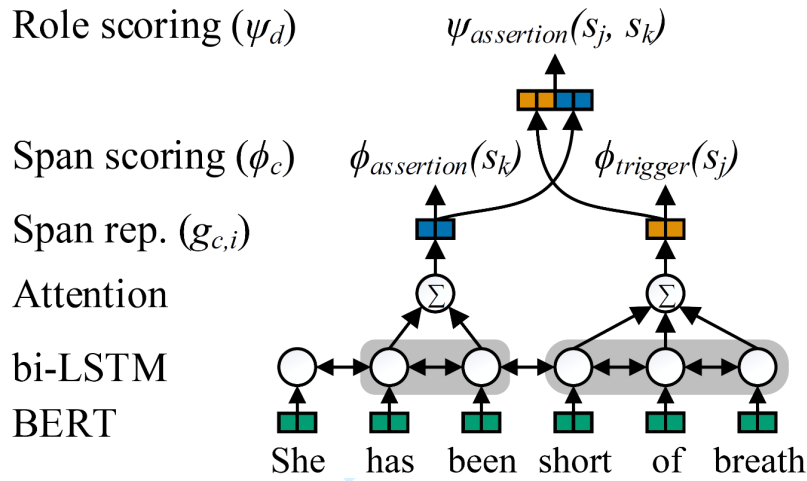 Role scoring (ψd) ψassertion(sj, sk)
Span scoring (ϕc) ϕassertion(sk) ϕtrigger(sj)
Span rep. (gc,i)
Attention Σ Σ
bi-LSTM
BERT
She has been short of breath